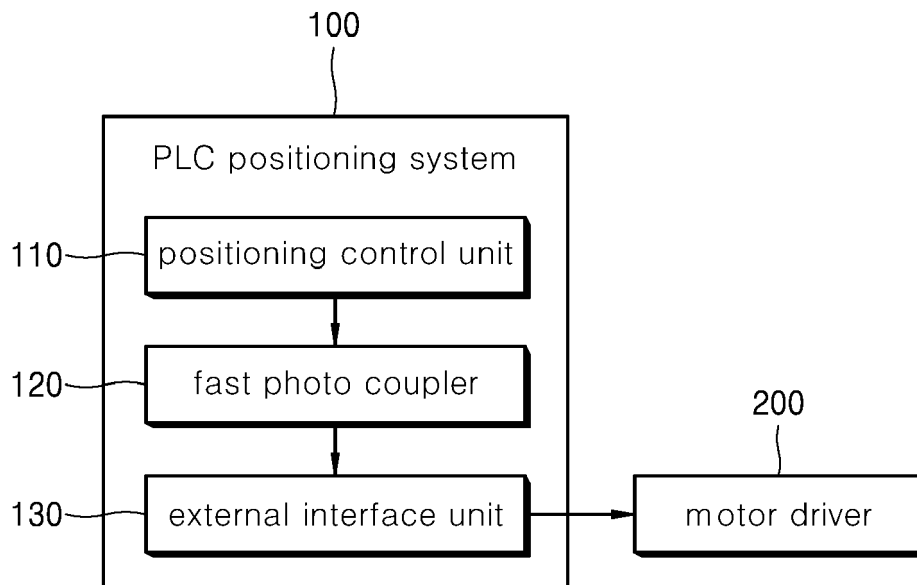 100
PLC positioning system
110
positioning control unit
120
fast photo coupler
200
130
external interface unit
motor driver